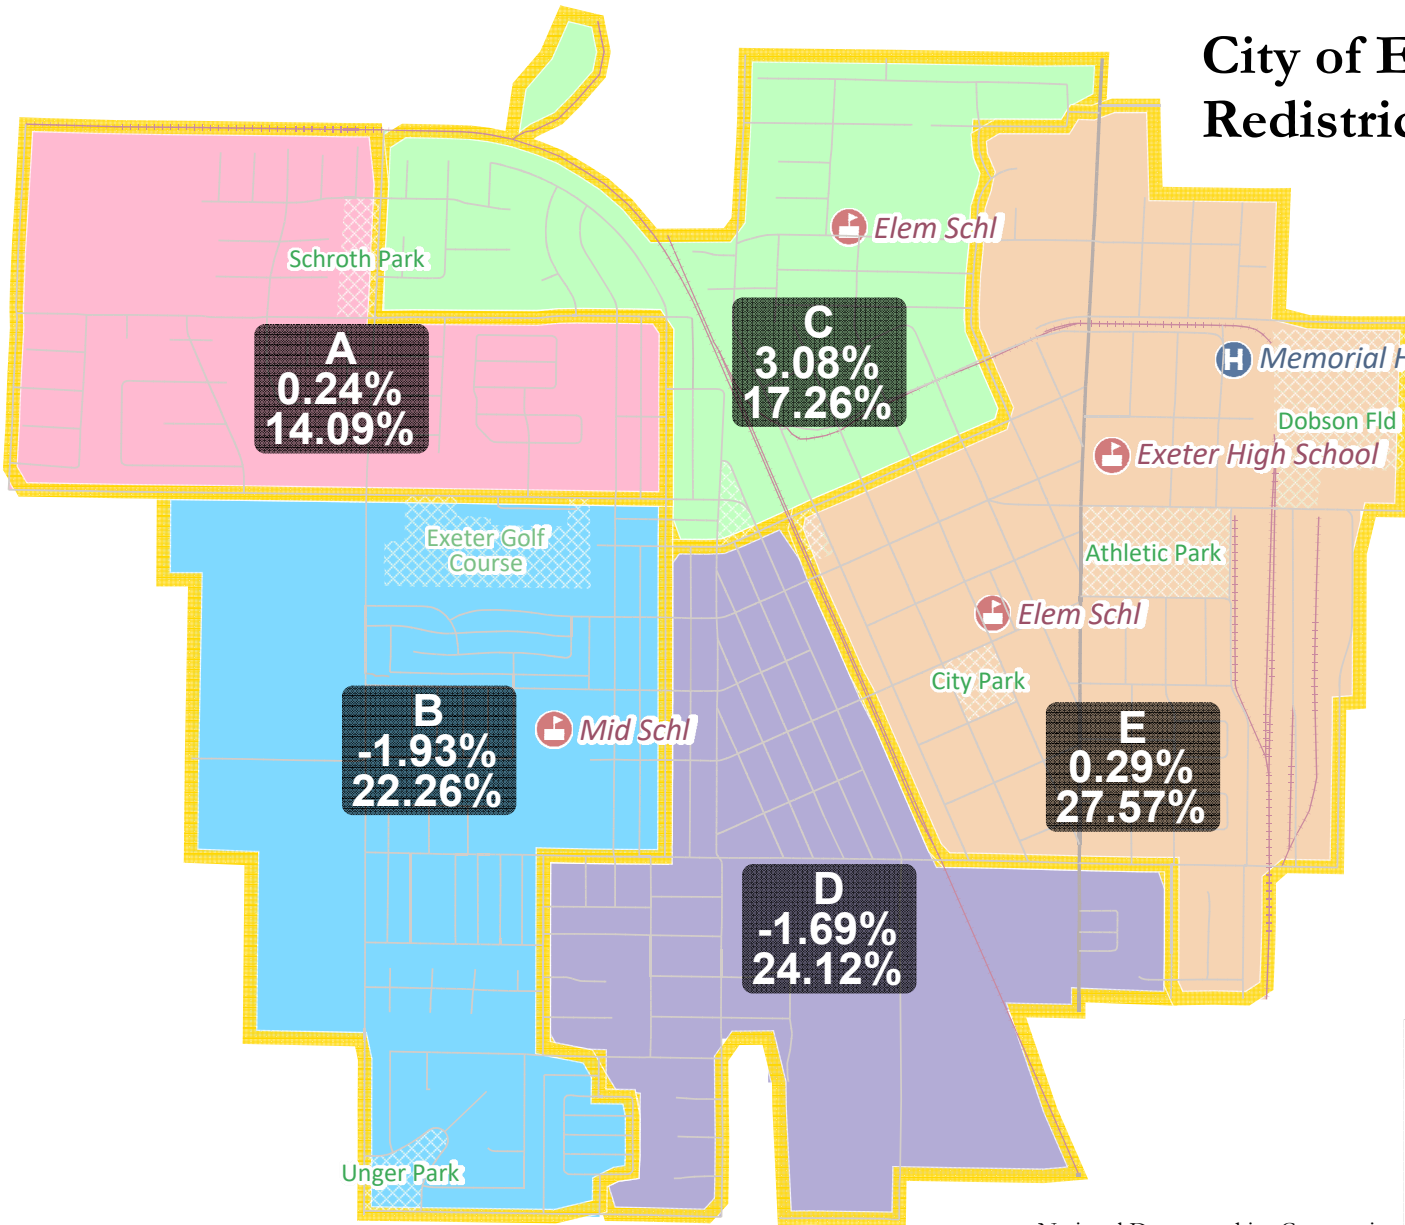 City of E
Redistric
Elem Schl
Schroth Park
C
3.08%
17.26%
A
0.24%
14.09%
Memorial H
Dobson Fld
Exeter High School
Exeter Golf
Course
Athletic Park
Elem Schl
City Park
B
-1.93%
22.26%
Mid Schl
E
0.29%
27.57%
D
-1.69%
24.12%
Unger Park